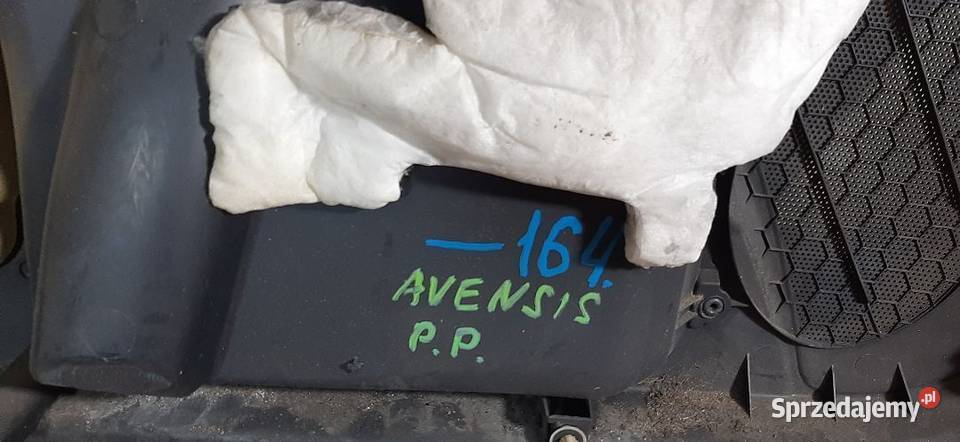 — 164.
AVENSIS
P.P.
Sprzedajemy.pl